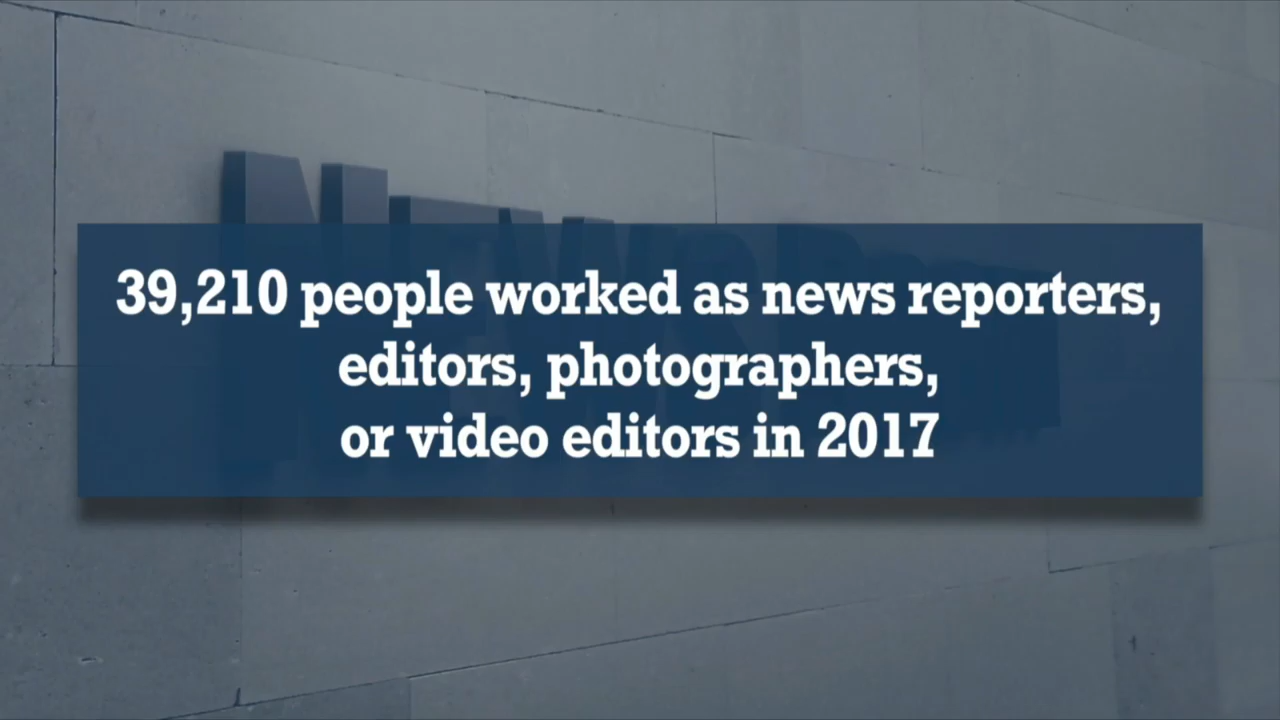 39,210 people worked as news reporters,
editors, photographers,
or video editors in 2017